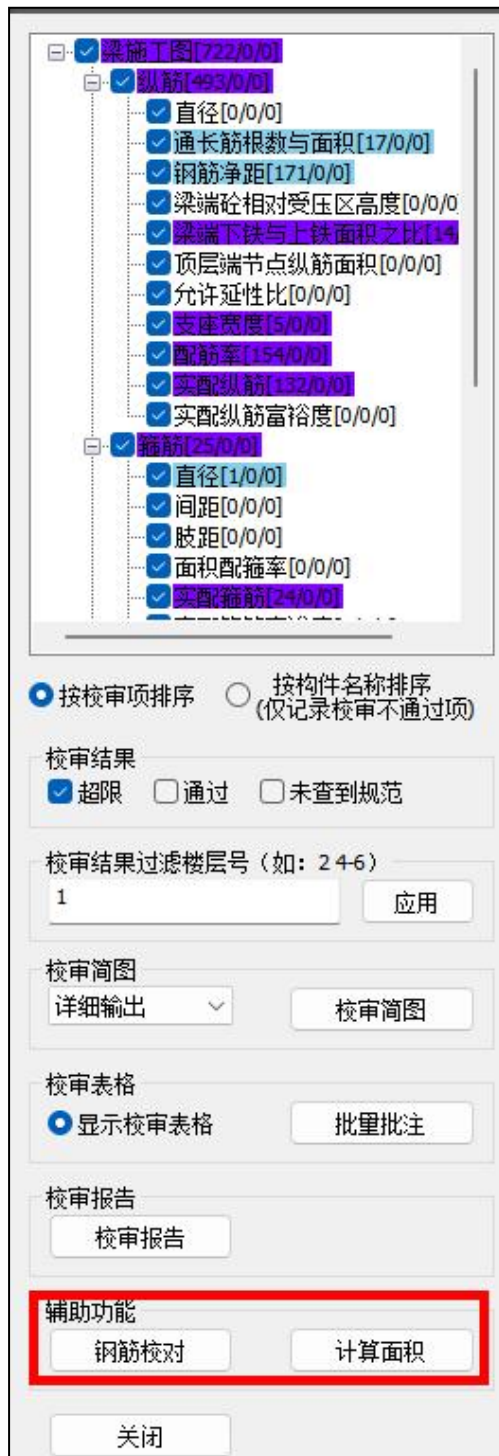 梁施工图[722/0/0]
纵筋[493/0/0]
直径[0/0/0]
通长筋根数与面积[17/0/0]
钢筋净距[171/0/0]
梁端砼相对受压区高度[0/0/0
梁端下铁与上铁面积之比[14/
顶层端节点纵筋面积[0/0/0]
允许延性比[0/0/0]
支座宽度[5/0/0]
配筋率[154/0/0]
实配纵筋[132/0/0]
实配纵筋富裕度[0/0/0]
箍筋[25/0/0]
直径[1/0/0]
间距[0/0/0]
肢距[0/0/0]
面积配箍率[0/0/0]
实配箍筋[24/0/0]
按校审项排序 按构件名称排序
(仅记录校审不通过项)
校审结果
超限 通过 未查到规范
校审结果过滤楼层号（如：2 4-6）
1 应用
校审简图
详细输出 校审简图
校审表格
显示校审表格 批量批注
校审报告
校审报告
辅助功能
钢筋校对 计算面积
关闭